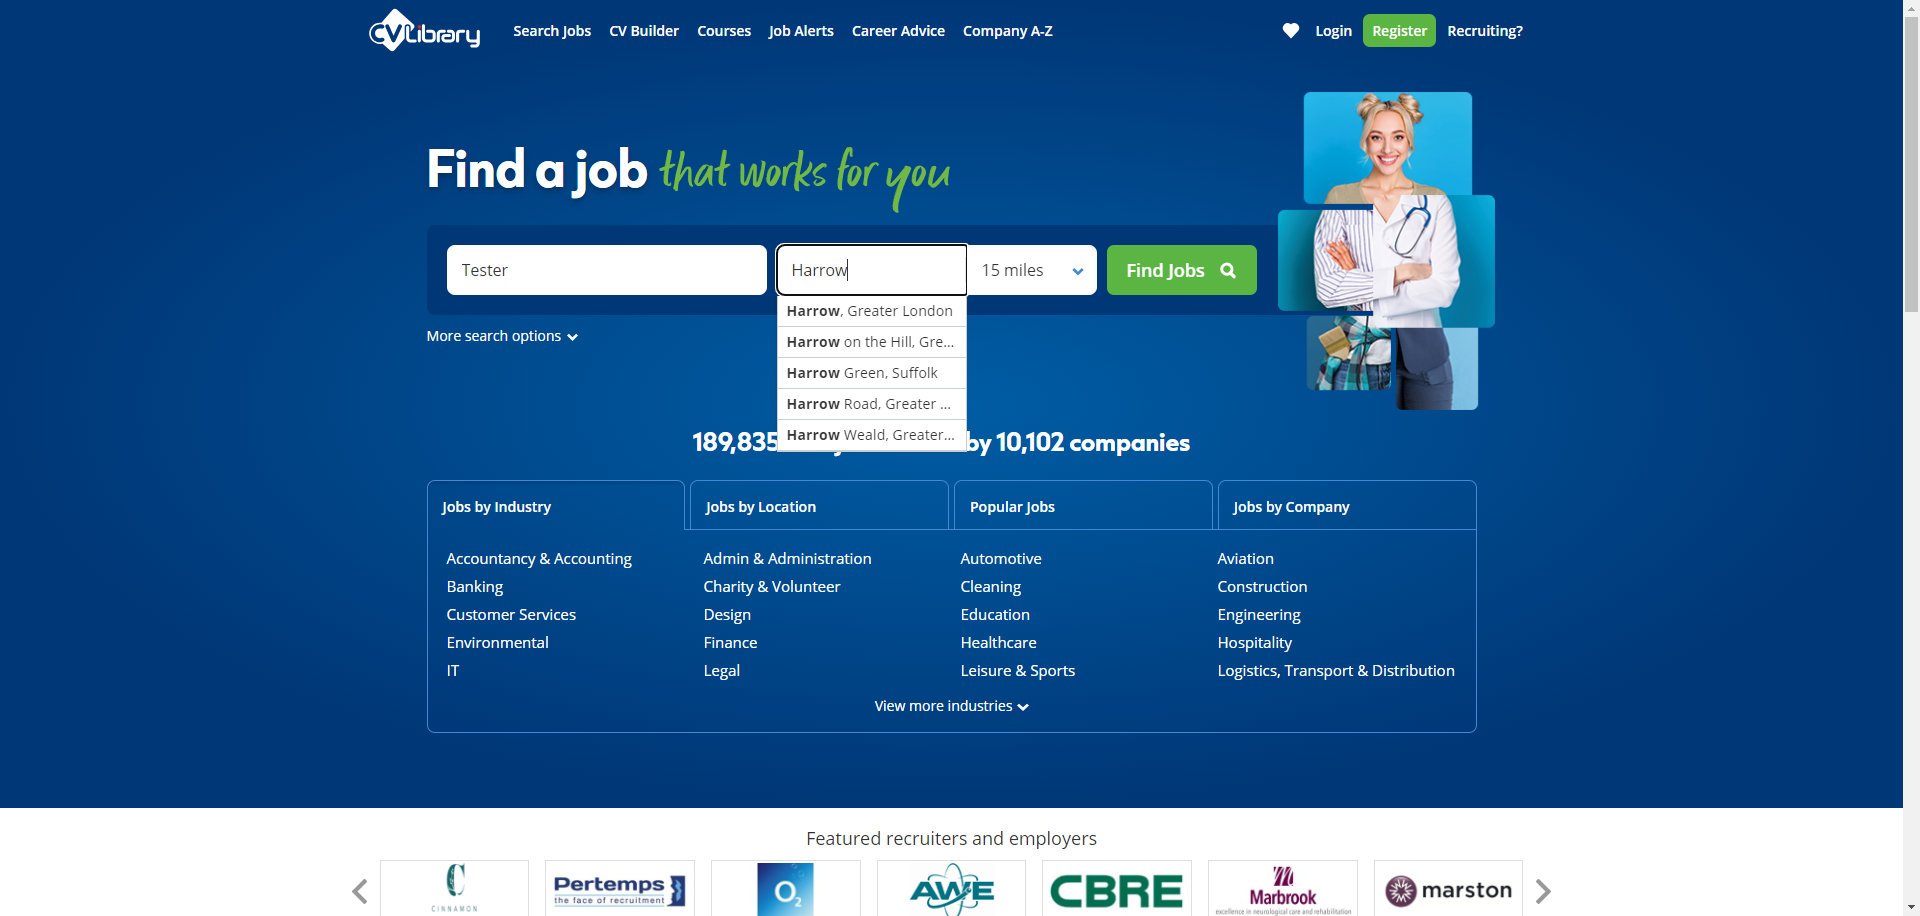 CV Library
Search Jobs
CV Builder
Courses
Job Alerts
Career Advice
Company A-Z
Login
Register
Recruiting?
Find a job that works for you
Tester
Harrow
15 miles
Find Jobs
Harrow, Greater London
Harrow on the Hill, Gre...
Harrow Green, Suffolk
Harrow Road, Greater ...
Harrow Weald, Greater...
More search options
189,835 by 10,102 companies
Jobs by Industry
Jobs by Location
Popular Jobs
Jobs by Company
Accountancy & Accounting
Admin & Administration
Automotive
Aviation
Banking
Charity & Volunteer
Cleaning
Construction
Customer Services
Design
Education
Engineering
Environmental
Finance
Healthcare
Hospitality
IT
Legal
Leisure & Sports
Logistics, Transport & Distribution
View more industries
Featured recruiters and employers
CINNAMON
Pertemps
the face of recruitment
O2
AWE
CBRE
Marbrook
excellence in neurological care and rehabilitation
marston